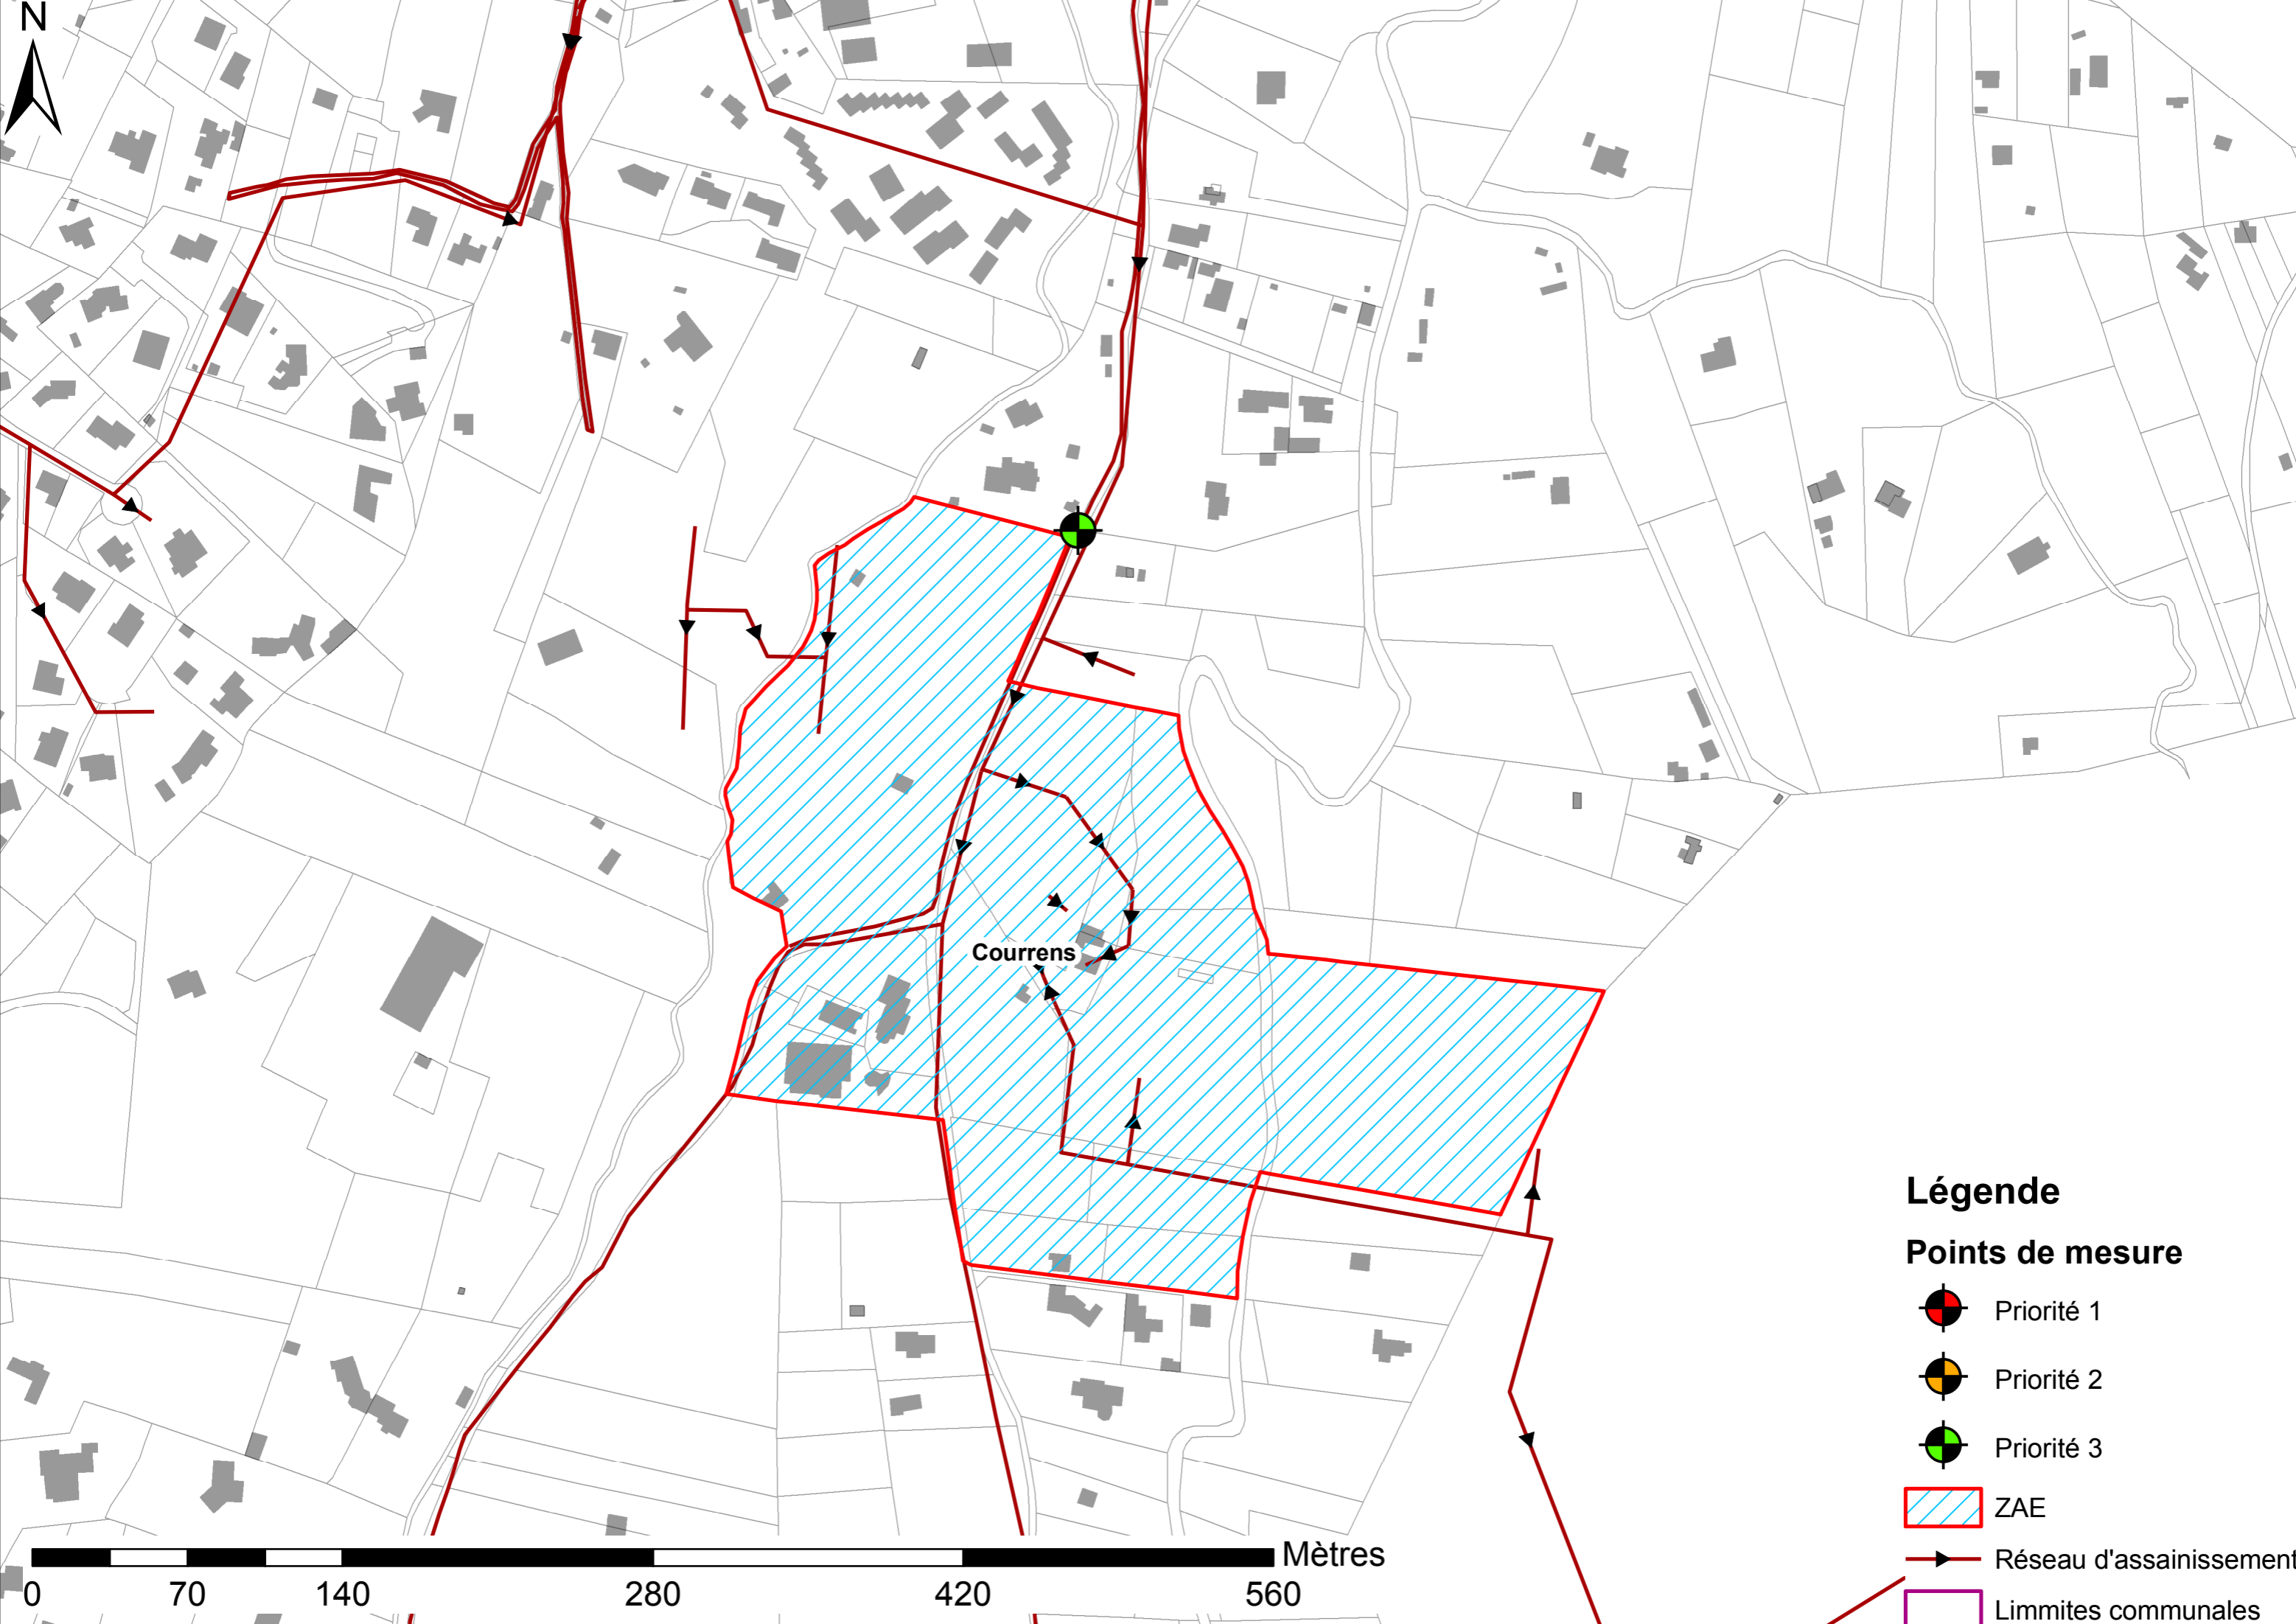 N
Courrens
Légende
Points de mesure
Priorité 1
Priorité 2
Priorité 3
ZAE
Réseau d'assainissement
Limmites communales
Mètres
0 70 140 280 420 560